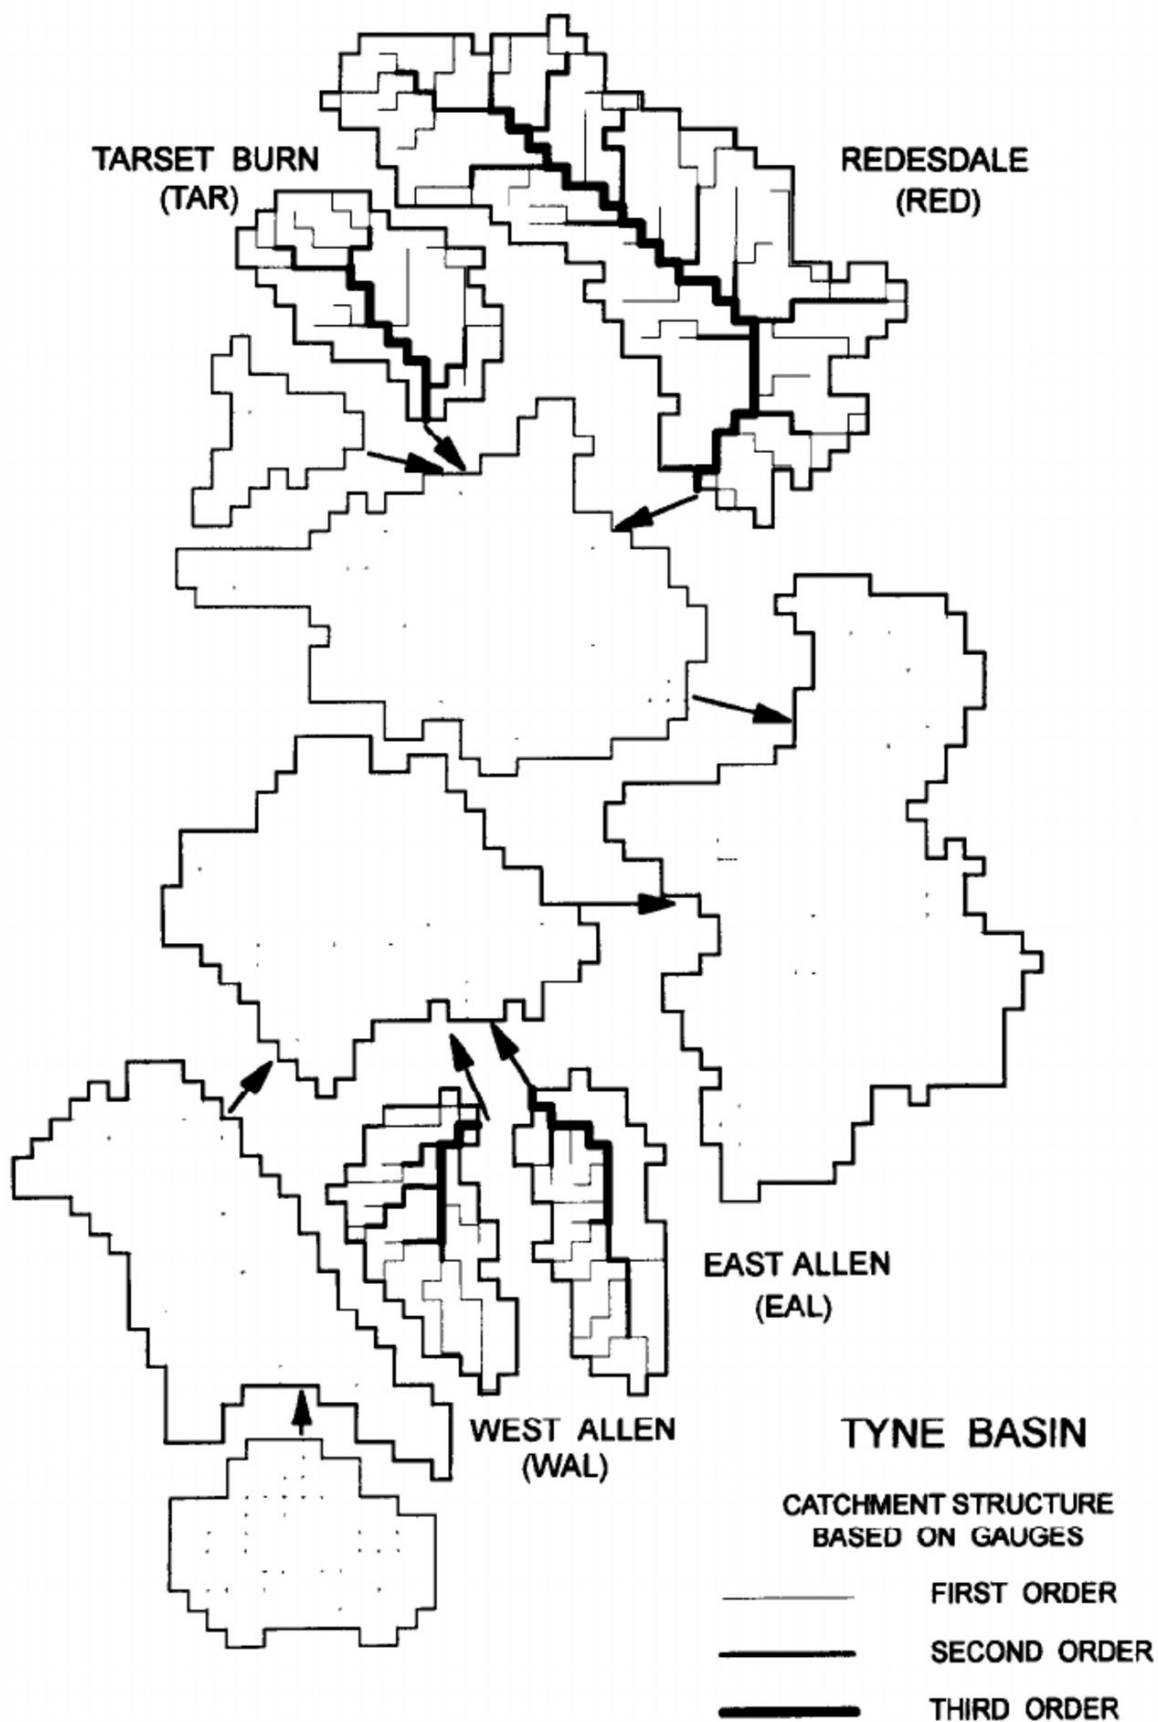 TARSET BURN
(TAR)
REDESDALE
(RED)
EAST ALLEN
(EAL)
WEST ALLEN
(WAL)
TYNE BASIN
CATCHMENT STRUCTURE
BASED ON GAUGES
FIRST ORDER
SECOND ORDER
THIRD ORDER